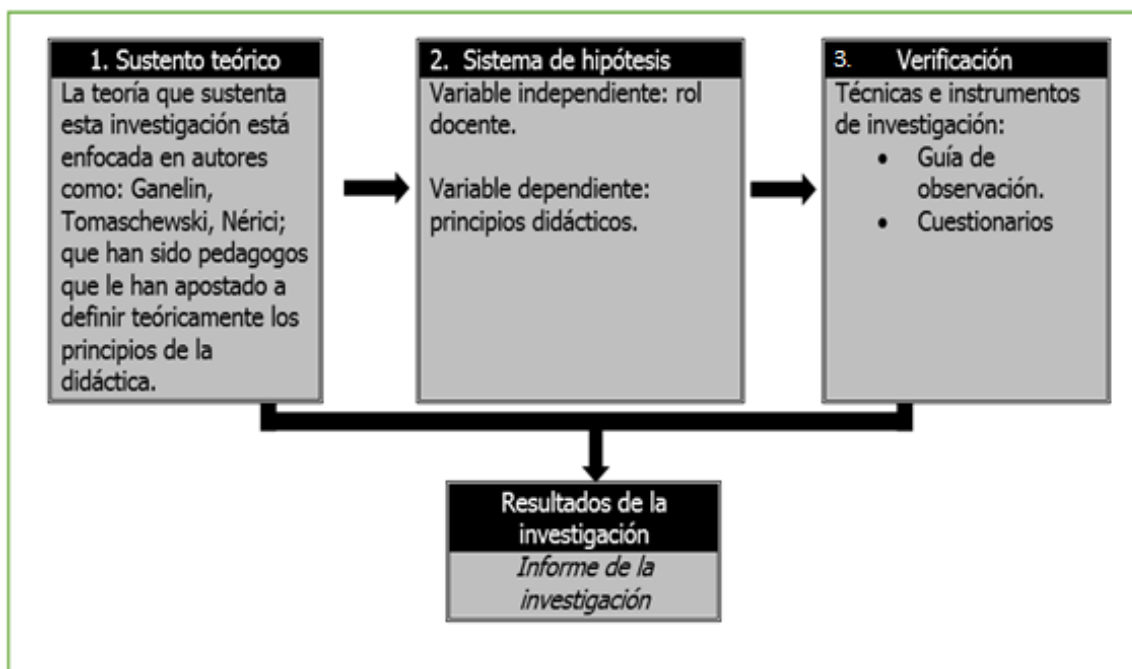 1. Sustento teórico
La teoría que sustenta
esta investigación está
enfocada en autores
como: Ganelin,
Tomaschewski, Nérici;
que han sido pedagogos
que le han apostado a
definir teóricamente los
principios de la
didáctica.
2. Sistema de hipótesis
Variable independiente: rol
docente.
Variable dependiente:
principios didácticos.
3. Verificación
Técnicas e instrumentos
de investigación:
• Guía de
observación.
• Cuestionarios
Resultados de la
investigación
Informe de la
investigación